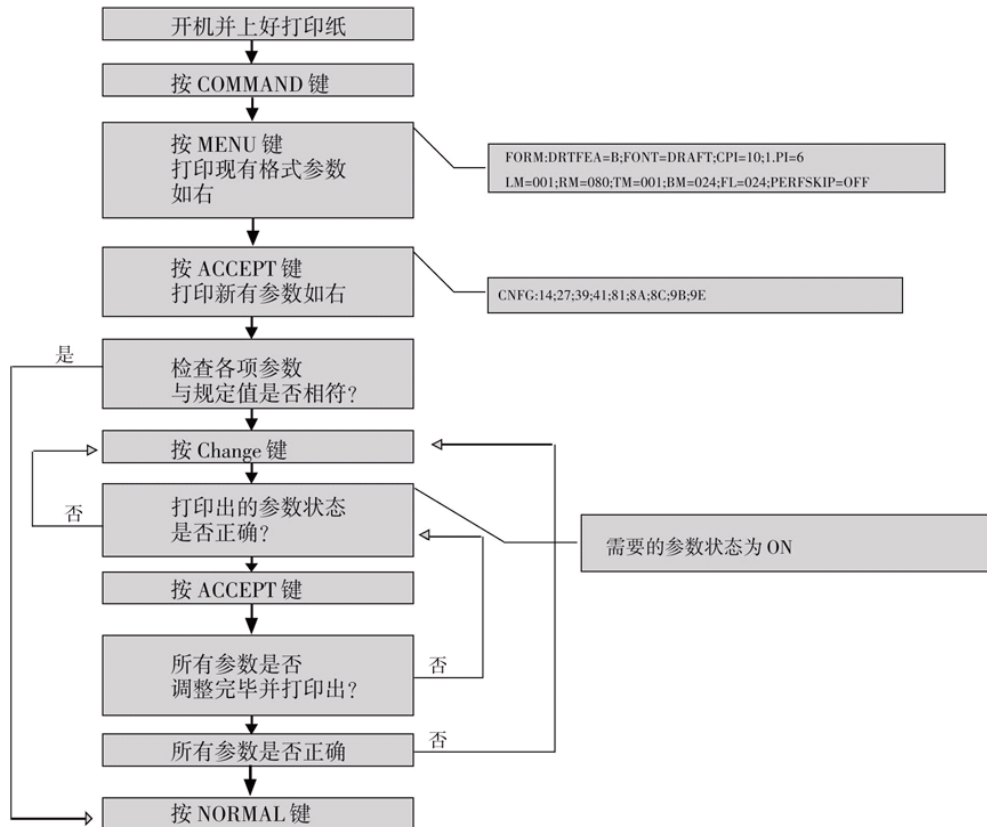 开机并上好打印纸
按 COMMAND 键
按 MENU 键
打印现有格式参数
如右
FORM:DRTFEA=B;FONT=DRAFT;CPI=10;1.PI=6
LM=001;RM=080;TM=001;BM=024;FL=024;PERFSKIP=OFF
按 ACCEPT 键
打印新有参数如右
CNFG:14;27;39;41;81;8A;8C;9B;9E
是
检查各项参数
与规定值是否相符?
按 Change 键
否
打印出的参数状态
是否正确?
需要的参数状态为 ON
按 ACCEPT 键
所有参数是否
调整完毕并打印出?
否
所有参数是否正确
否
按 NORMAL 键